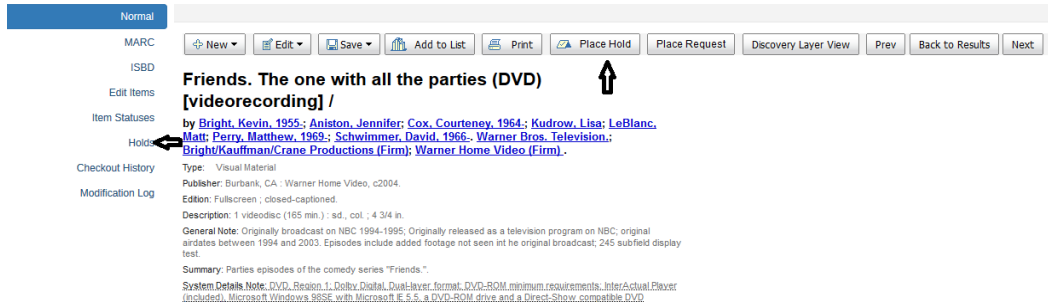 Normal
MARC
ISBD
Edit Items
Item Statuses
Holds
Checkout History
Modification Log
New Edit Save Add to List Print Place Hold Place Request Discovery Layer View Prev Back to Results Next
Friends. The one with all the parties (DVD)
[videorecording] /
by Bright, Kevin, 1955-; Aniston, Jennifer; Cox, Courteney, 1964-; Kudrow, Lisa; LeBlanc,
Matt; Perry, Matthew, 1969-; Schwimmer, David, 1966-. Warner Bros. Television.;
Bright/Kauffman/Crane Productions (Firm); Warner Home Video (Firm) .
Type: Visual Material
Publisher: Burbank, CA : Warner Home Video, c2004.
Edition: Fullscreen ; closed-captioned.
Description: 1 videodisc (165 min.) : sd., col. ; 4 3/4 in.
General Note: Originally broadcast on NBC 1994-1995; Originally released as a television program on NBC; original
airdates between 1994 and 2003. Episodes include added footage not seen int he original broadcast; 245 subfield display
test.
Summary: Parties episodes of the comedy series "Friends.".
System Details Note: DVD, Region 1; Dolby Digital, Dual-layer format; DVD-ROM minimum requirements: InterActual Player
(included), Microsoft Windows 98SE with Microsoft IE 5.5, a DVD-ROM drive and a Direct-Show compatible DVD